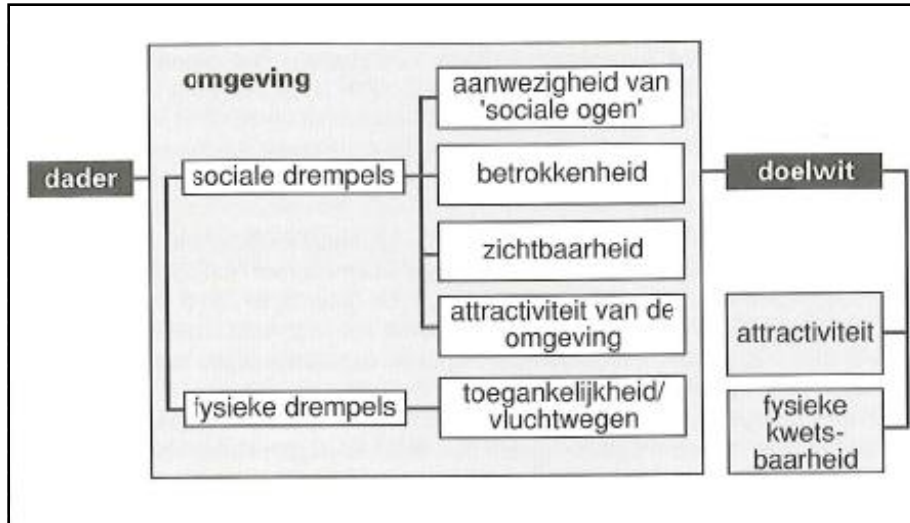 omgeving
aanwezigheid van
'sociale ogen'
dader
sociale drempels
betrokkenheid
doelwit
zichtbaarheid
attractiviteit van de
omgeving
attractiviteit
fysieke drempels
toegankelijkheid/
vluchtwegen
fysieke
kwets-
baarheid